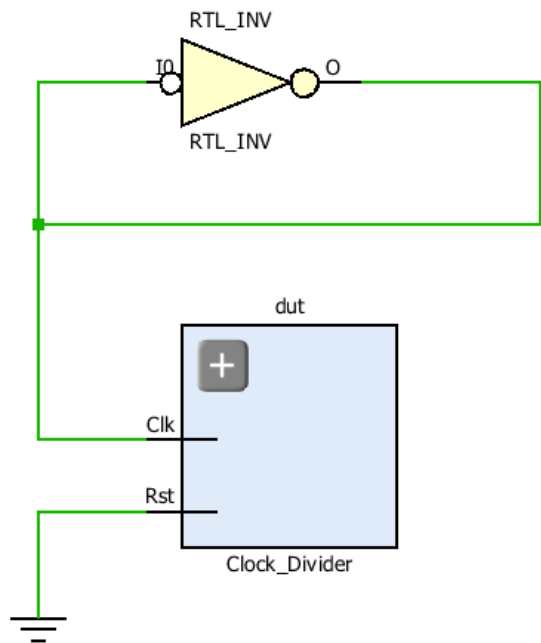 RTL_INV
I0
O
RTL_INV
dut
+
Clk
Rst
Clock_Divider